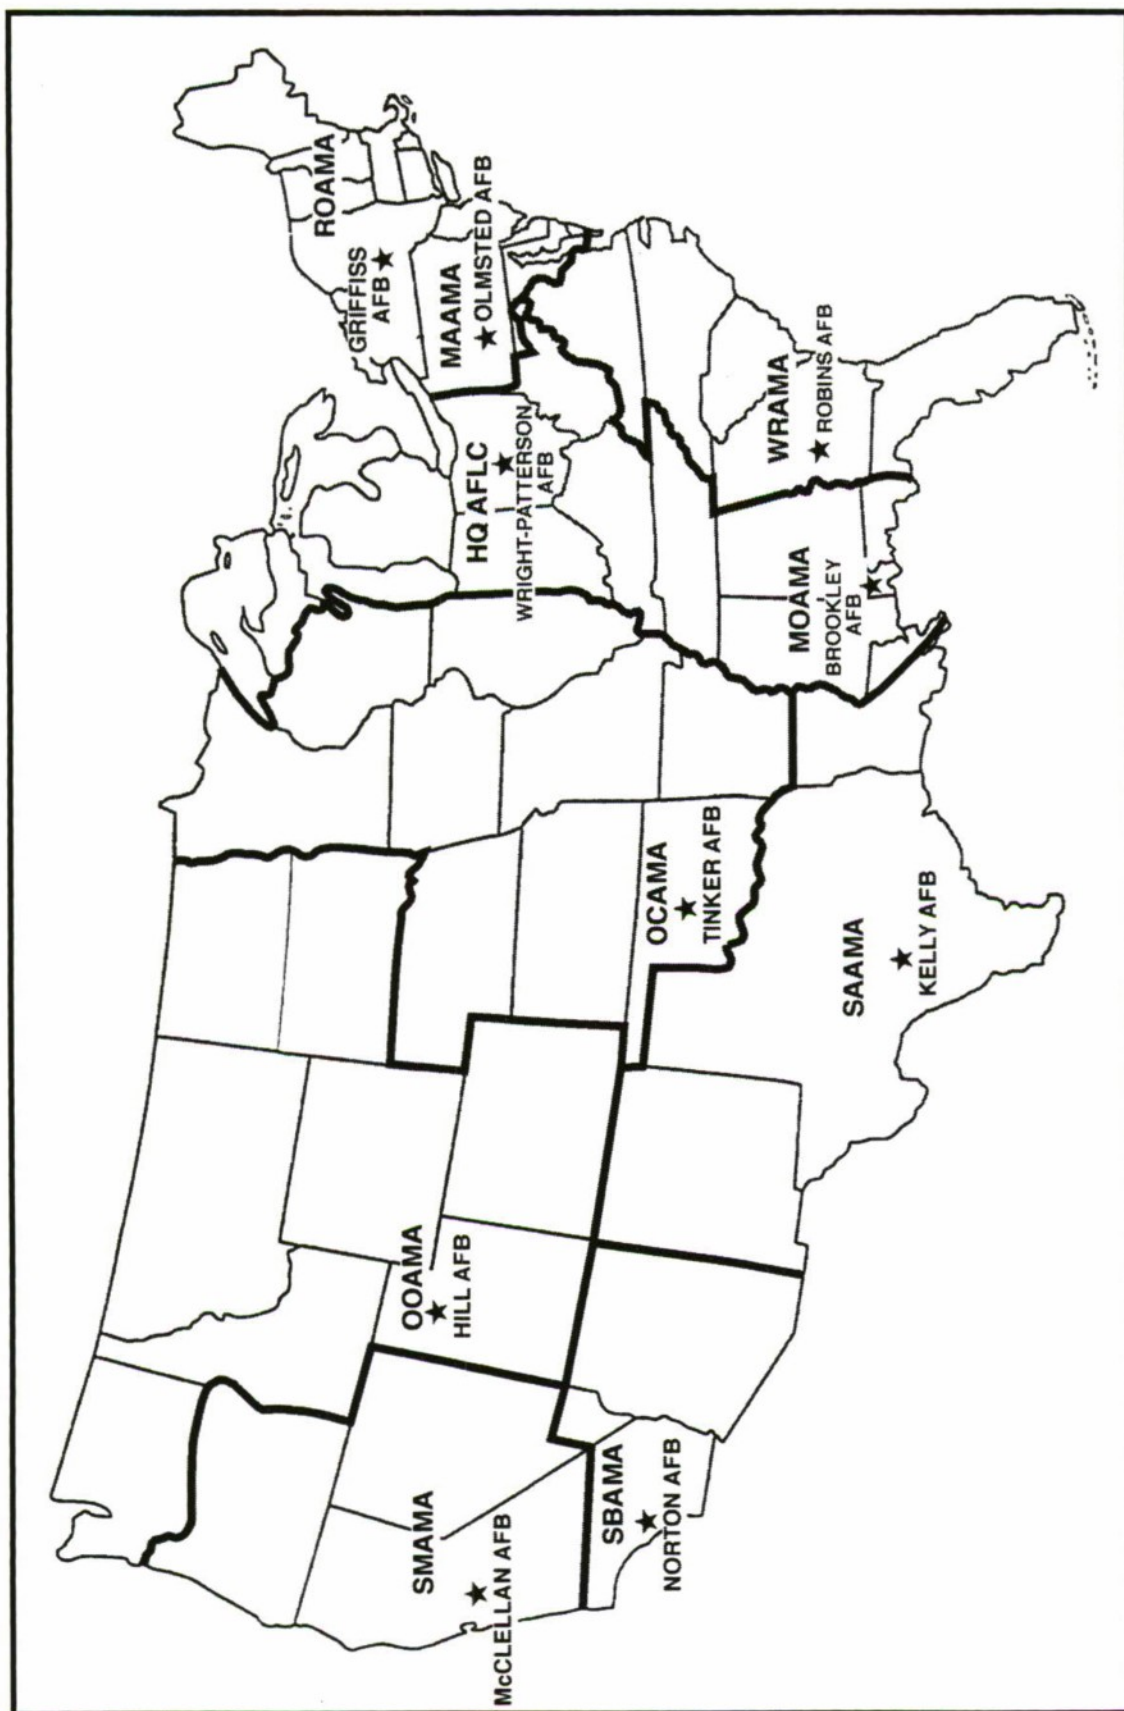 ROAMA
GRIFFISS
AFB
MAAMA
OLMSTED AFB
HQ AFLC
WRIGHT-PATTERSON
AFB
WRAMA
ROBINS AFB
MOAMA
BROOKLEY
AFB
OCAMA
TINKER AFB
SAAMA
KELLY AFB
OOAMA
HILL AFB
SMAMA
McCLELLAN AFB
SBAMA
NORTON AFB